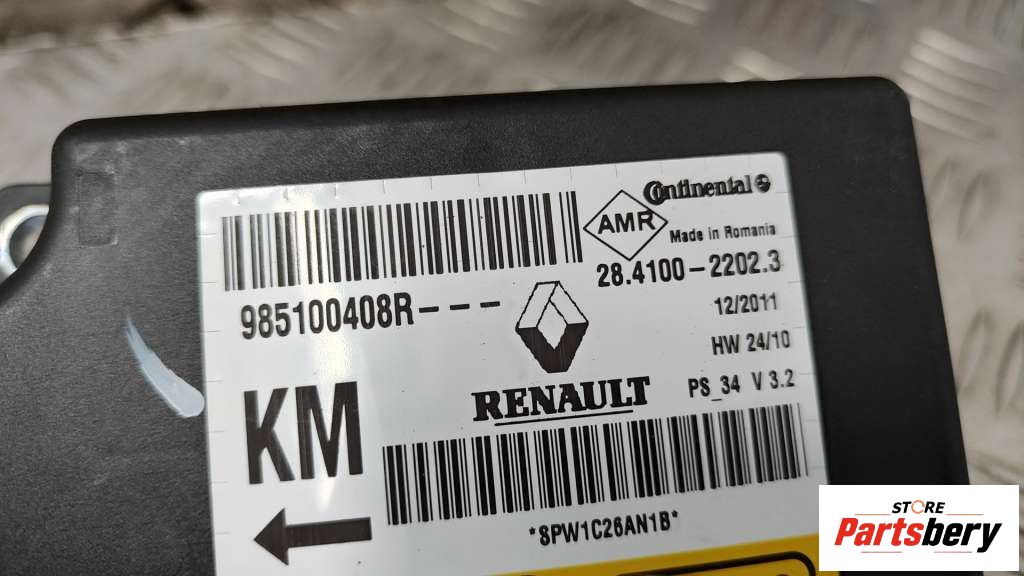 Continental
AMR
Made in Romania
985100408R---
28.4100-2202.3
12/2011
HW 24/10
RENAULT
PS_34 V 3.2
KM
*8PW1C26AN1B*
STORE
Partsbery